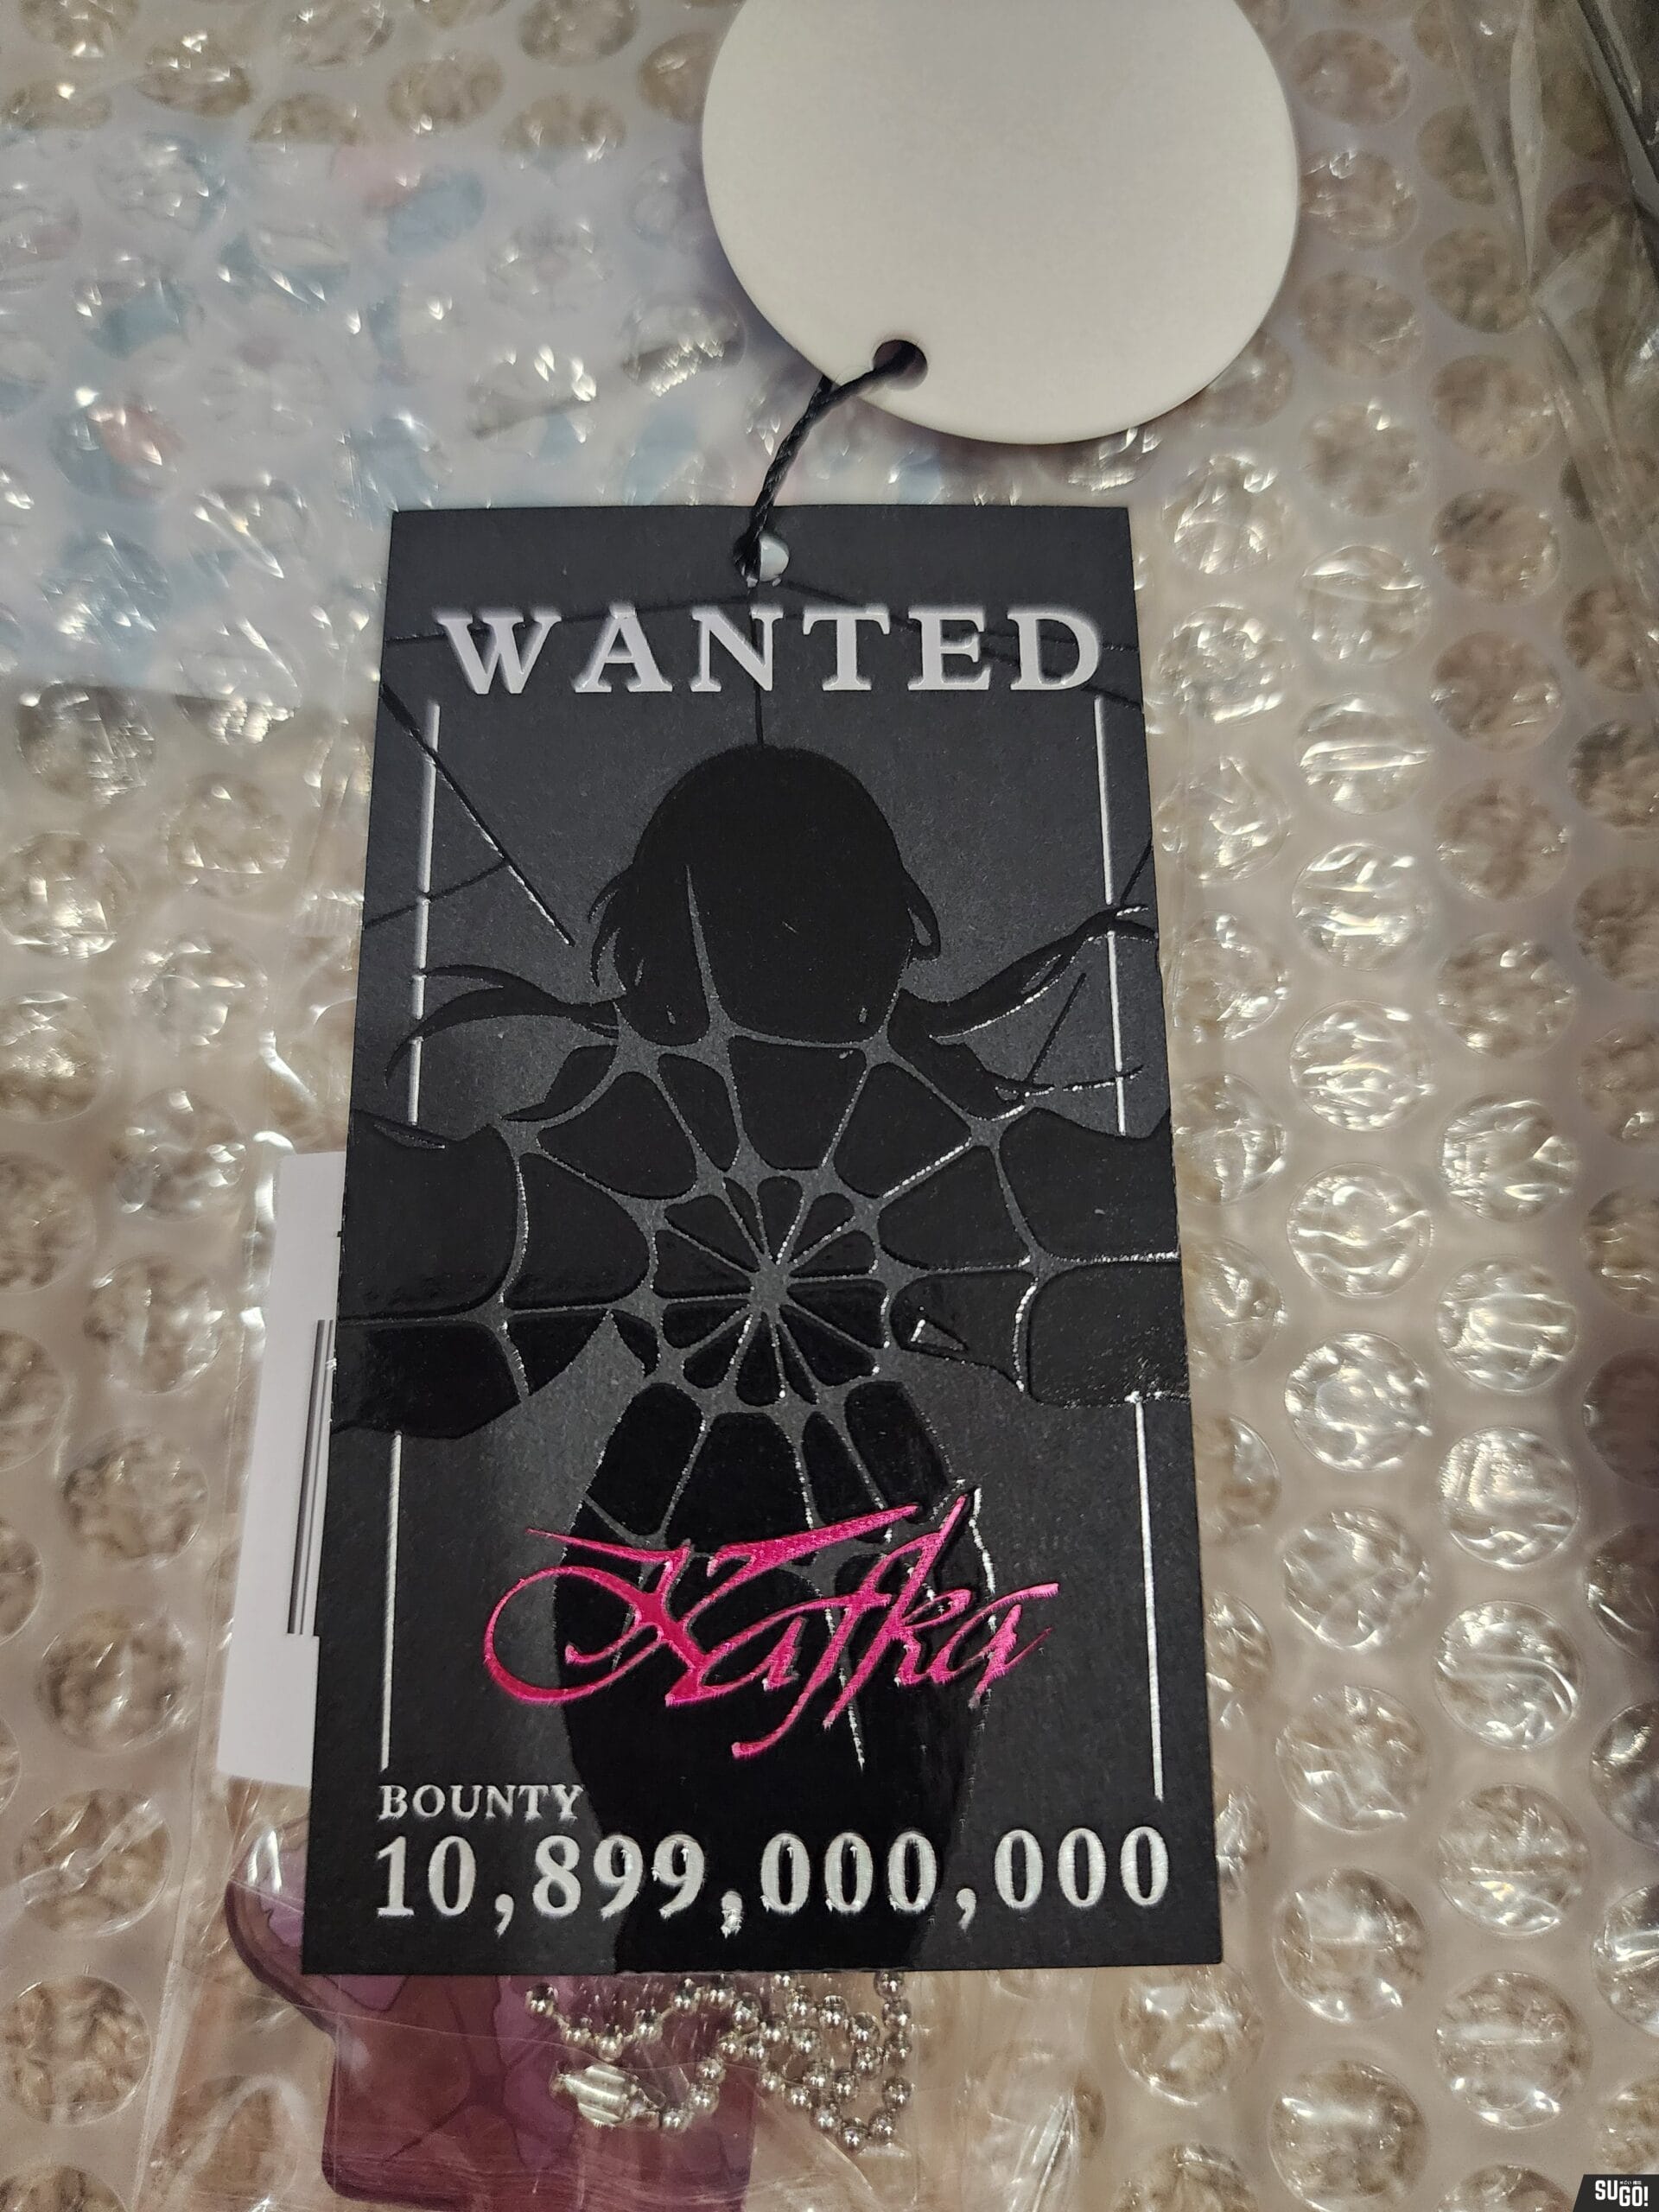 WANTED
Kafka
BOUNTY
10,899,000,000
SUGO!